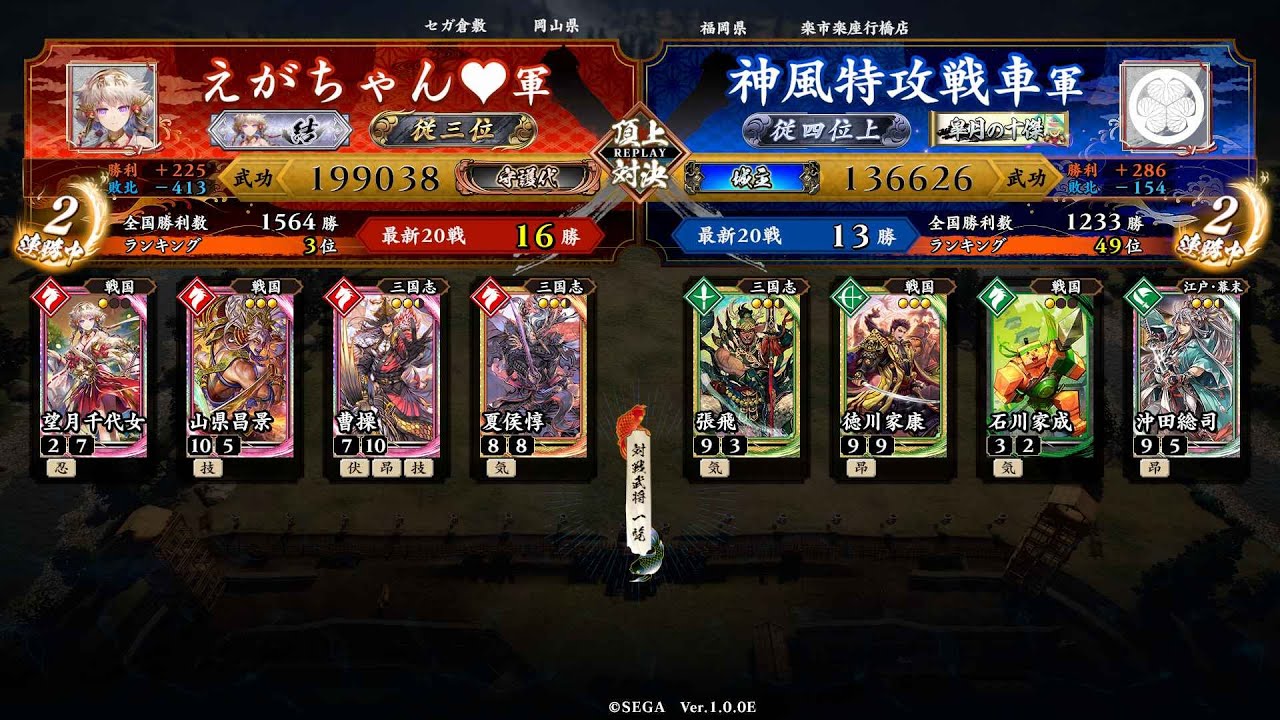 セガ倉敷 岡山県
福岡県 楽市楽座行橋店
えがちゃん♥軍
結 従三位
勝利 +225
敗北 -413
武功 199038 守護代
2連勝中
全国勝利数 1564勝
ランキング 3位
最新20戦 16勝
頂上
REPLAY
対決
神風特攻戦車軍
従四位上 皐月の十傑
城主 136626 武功
勝利 +286
敗北 -154
最新20戦 13勝
全国勝利数 1233勝
ランキング 49位
2連勝中
戦国
望月千代女
2 7
忍
戦国
山県昌景
10 5
技
三国志
曹操
7 10
伏 昂 技
三国志
夏侯惇
8 8
気
対戦武将一覧
三国志
張飛
9 3
気
戦国
徳川家康
9 9
昂
戦国
石川家成
3 2
気
江戸・幕末
沖田総司
9 5
昂
©SEGA Ver.1.0.0E